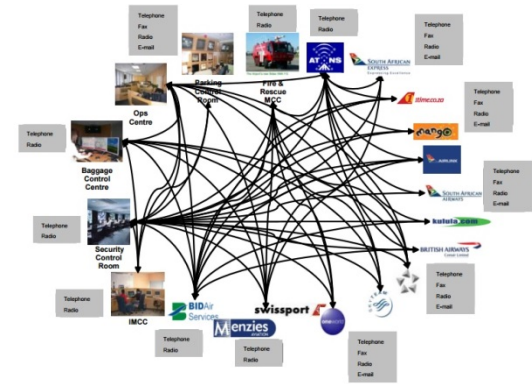 Telephone
Fax
Radio
E-mail
Telephone
Radio
Telephone
Radio
Telephone
Fax
Radio
E-mail
ATNS
SOUTH AFRICAN
EXPRESS
Parking
Control
Room
Fire &
Rescue
MCC
Ops
Centre
1time.co.za
Telephone
Fax
Radio
E-mail
mango
Telephone
Radio
Baggage
Control
Centre
Telephone
Fax
Radio
E-mail
SOUTH AFRICAN
AIRWAYS
Telephone
Radio
kulula.com
Security
Control
Room
BRITISH AIRWAYS
Telephone
Fax
Radio
E-mail
Telephone
Radio
IMCC
BIDAir
Services
swissport
oneworld
Menzies
AVIATION
Telephone
Radio
Telephone
Radio
Telephone
Fax
Radio
E-mail